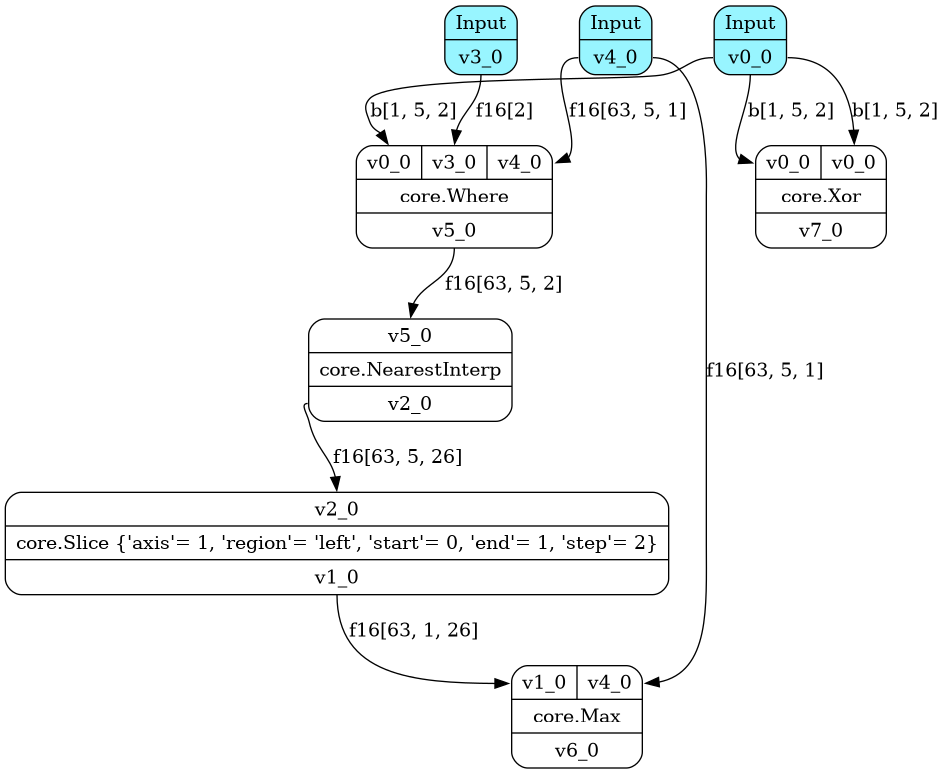 Input
v3_0
Input
v4_0
Input
v0_0
b[1, 5, 2]
f16[2]
f16[63, 5, 1]
b[1, 5, 2]
b[1, 5, 2]
v0_0 v3_0 v4_0
core.Where
v5_0
v0_0 v0_0
core.Xor
v7_0
f16[63, 5, 2]
v5_0
core.NearestInterp
v2_0
f16[63, 5, 1]
f16[63, 5, 26]
v2_0
core.Slice {'axis'= 1, 'region'= 'left', 'start'= 0, 'end'= 1, 'step'= 2}
v1_0
f16[63, 1, 26]
v1_0 v4_0
core.Max
v6_0